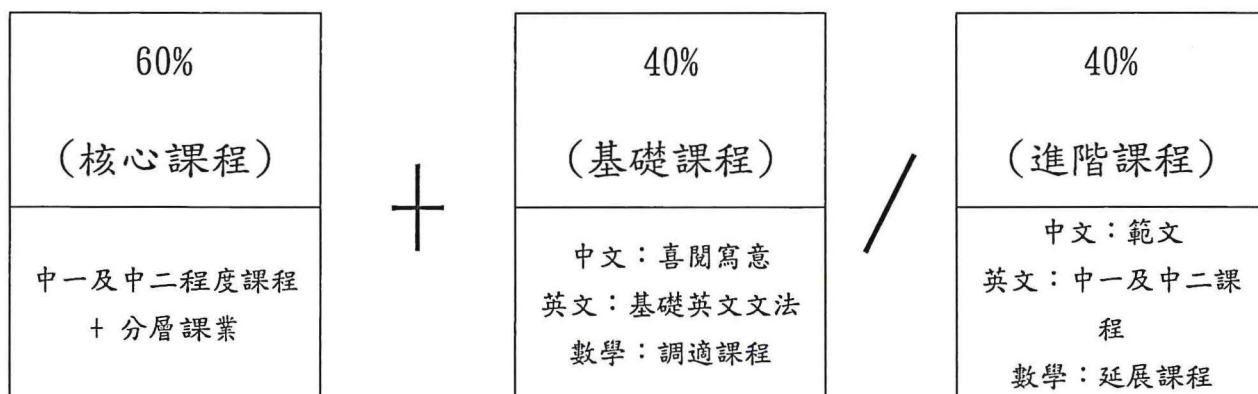 60%
(核心課程)
中一及中二程度課程
+ 分層課業
+
40%
(基礎課程)
中文：喜閱寫意
英文：基礎英文文法
數學：調適課程
/
40%
(進階課程)
中文：範文
英文：中一及中二課
程
數學：延展課程